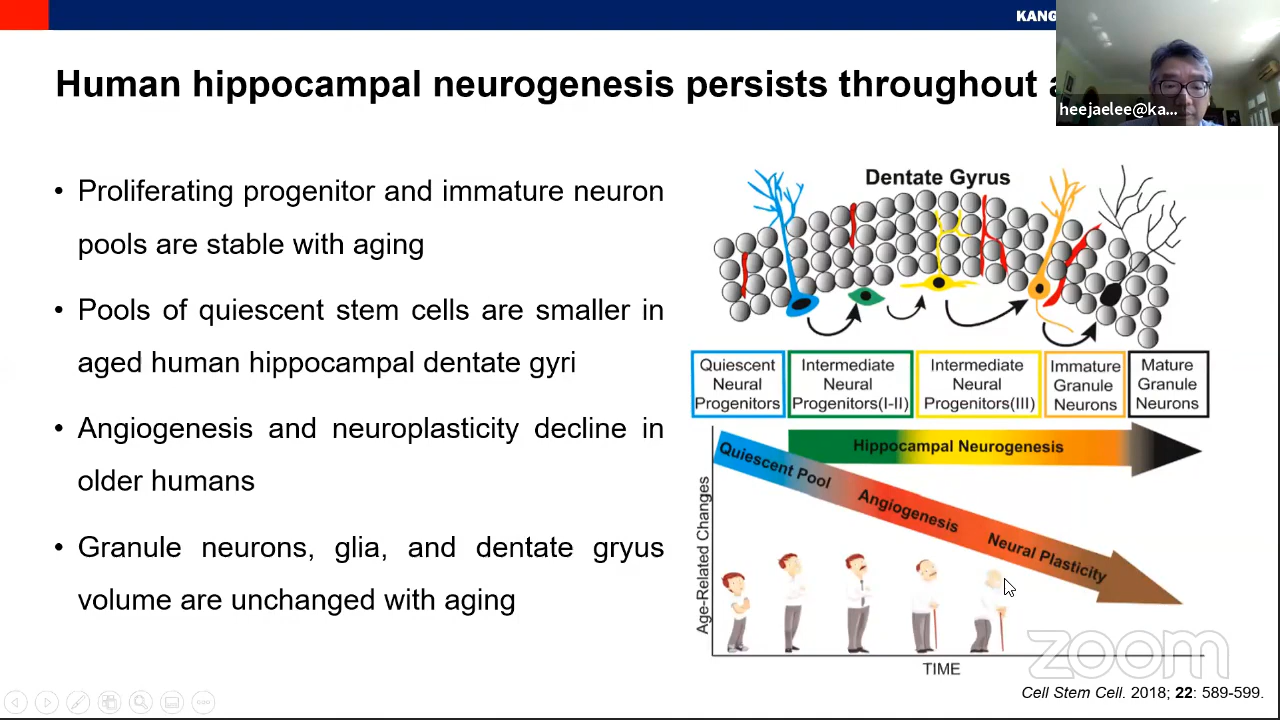 KANG
Human hippocampal neurogenesis persists throughout
heejaelee@ka...
• Proliferating progenitor and immature neuron
pools are stable with aging
• Pools of quiescent stem cells are smaller in
aged human hippocampal dentate gyri
• Angiogenesis and neuroplasticity decline in
older humans
• Granule neurons, glia, and dentate gryus
volume are unchanged with aging
Dentate Gyrus
Quiescent
Neural
Progenitors
Intermediate
Neural
Progenitors(I-II)
Intermediate
Neural
Progenitors(III)
Immature
Granule
Neurons
Mature
Granule
Neurons
Hippocampal Neurogenesis
Quiescent Pool
Angiogenesis
Neural Plasticity
Age-Related Changes
TIME
zoom
Cell Stem Cell. 2018; 22: 589-599.